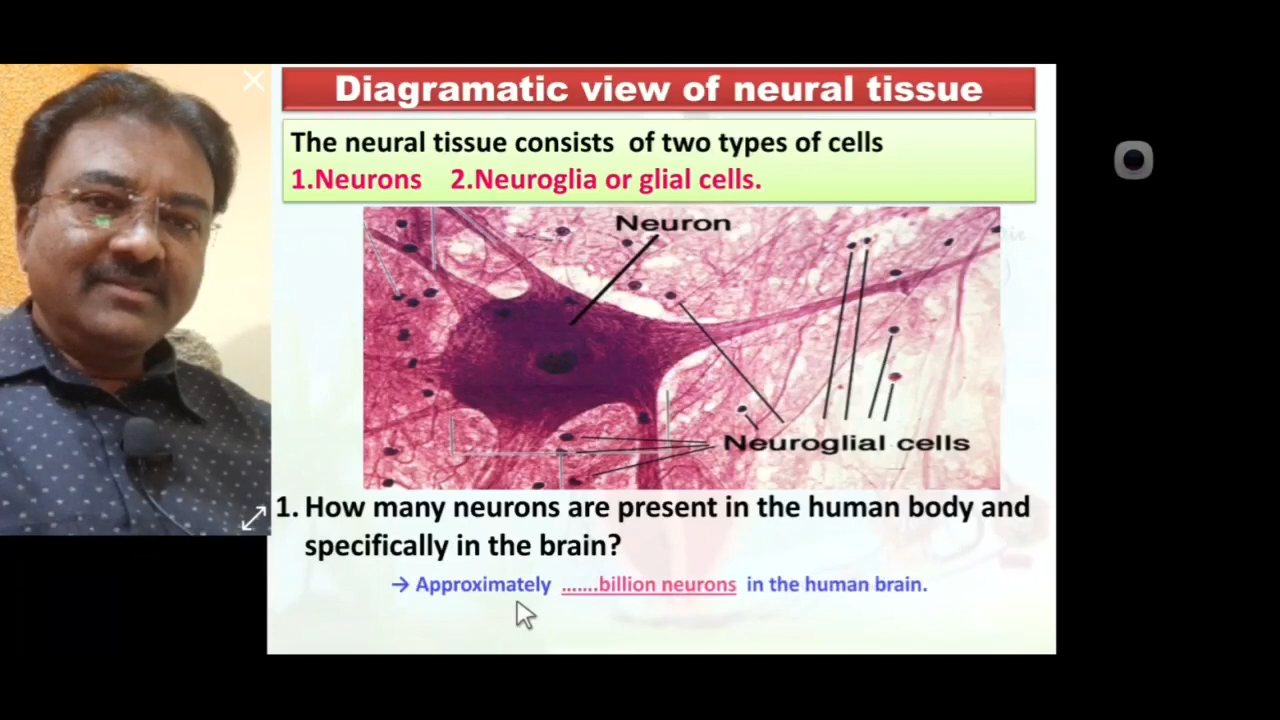 Diagramatic view of neural tissue
The neural tissue consists of two types of cells
1.Neurons 2.Neuroglia or glial cells.
Neuron
Neuroglial cells
1. How many neurons are present in the human body and
specifically in the brain?
→ Approximately .......billion neurons in the human brain.